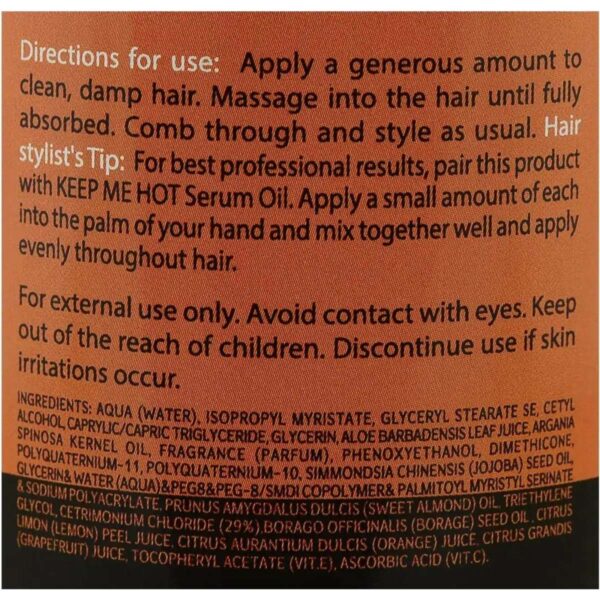 Directions for use: Apply a generous amount to
clean, damp hair. Massage into the hair until fully
absorbed. Comb through and style as usual. Hair
stylist's Tip: For best professional results, pair this product
with KEEP ME HOT Serum Oil. Apply a small amount of each
into the palm of your hand and mix together well and apply
evenly throughout hair.
For external use only. Avoid contact with eyes. Keep
out of the reach of children. Discontinue use if skin
irritations occur.
INGREDIENTS: AQUA (WATER), ISOPROPYL MYRISTATE, GLYCERYL STEARATE SE, CETYL
ALCOHOL, CAPRYLIC/CAPRIC TRIGLYCERIDE, GLYCERIN, ALOE BARBADENSIS LEAF JUICE, ARGANIA
SPINOSA KERNEL OIL, FRAGRANCE (PARFUM), PHENOXYETHANOL, DIMETHICONE,
POLYQUATERNIUM-11, POLYQUATERNIUM-10, SIMMONDSIA CHINENSIS (JOJOBA) SEED OIL,
GLYCERIN& WATER (AQUA)&PEG8&PEG-8/SMDI COPOLYMER& PALMITOYL MYRISTYL SERINATE
& SODIUM POLYACRYLATE, PRUNUS AMYGDALUS DULCIS (SWEET ALMOND) OIL, TRIETHYLENE
GLYCOL, CETRIMONIUM CHLORIDE (29%).BORAGO OFFICINALIS (BORAGE) SEED OIL, CITRUS
LIMON (LEMON) PEEL JUICE, CITRUS AURANTIUM DULCIS (ORANGE) JUICE, CITRUS GRANDIS
(GRAPEFRUIT) JUICE, TOCOPHERYL ACETATE (VIT.E), ASCORBIC ACID (VIT.C).